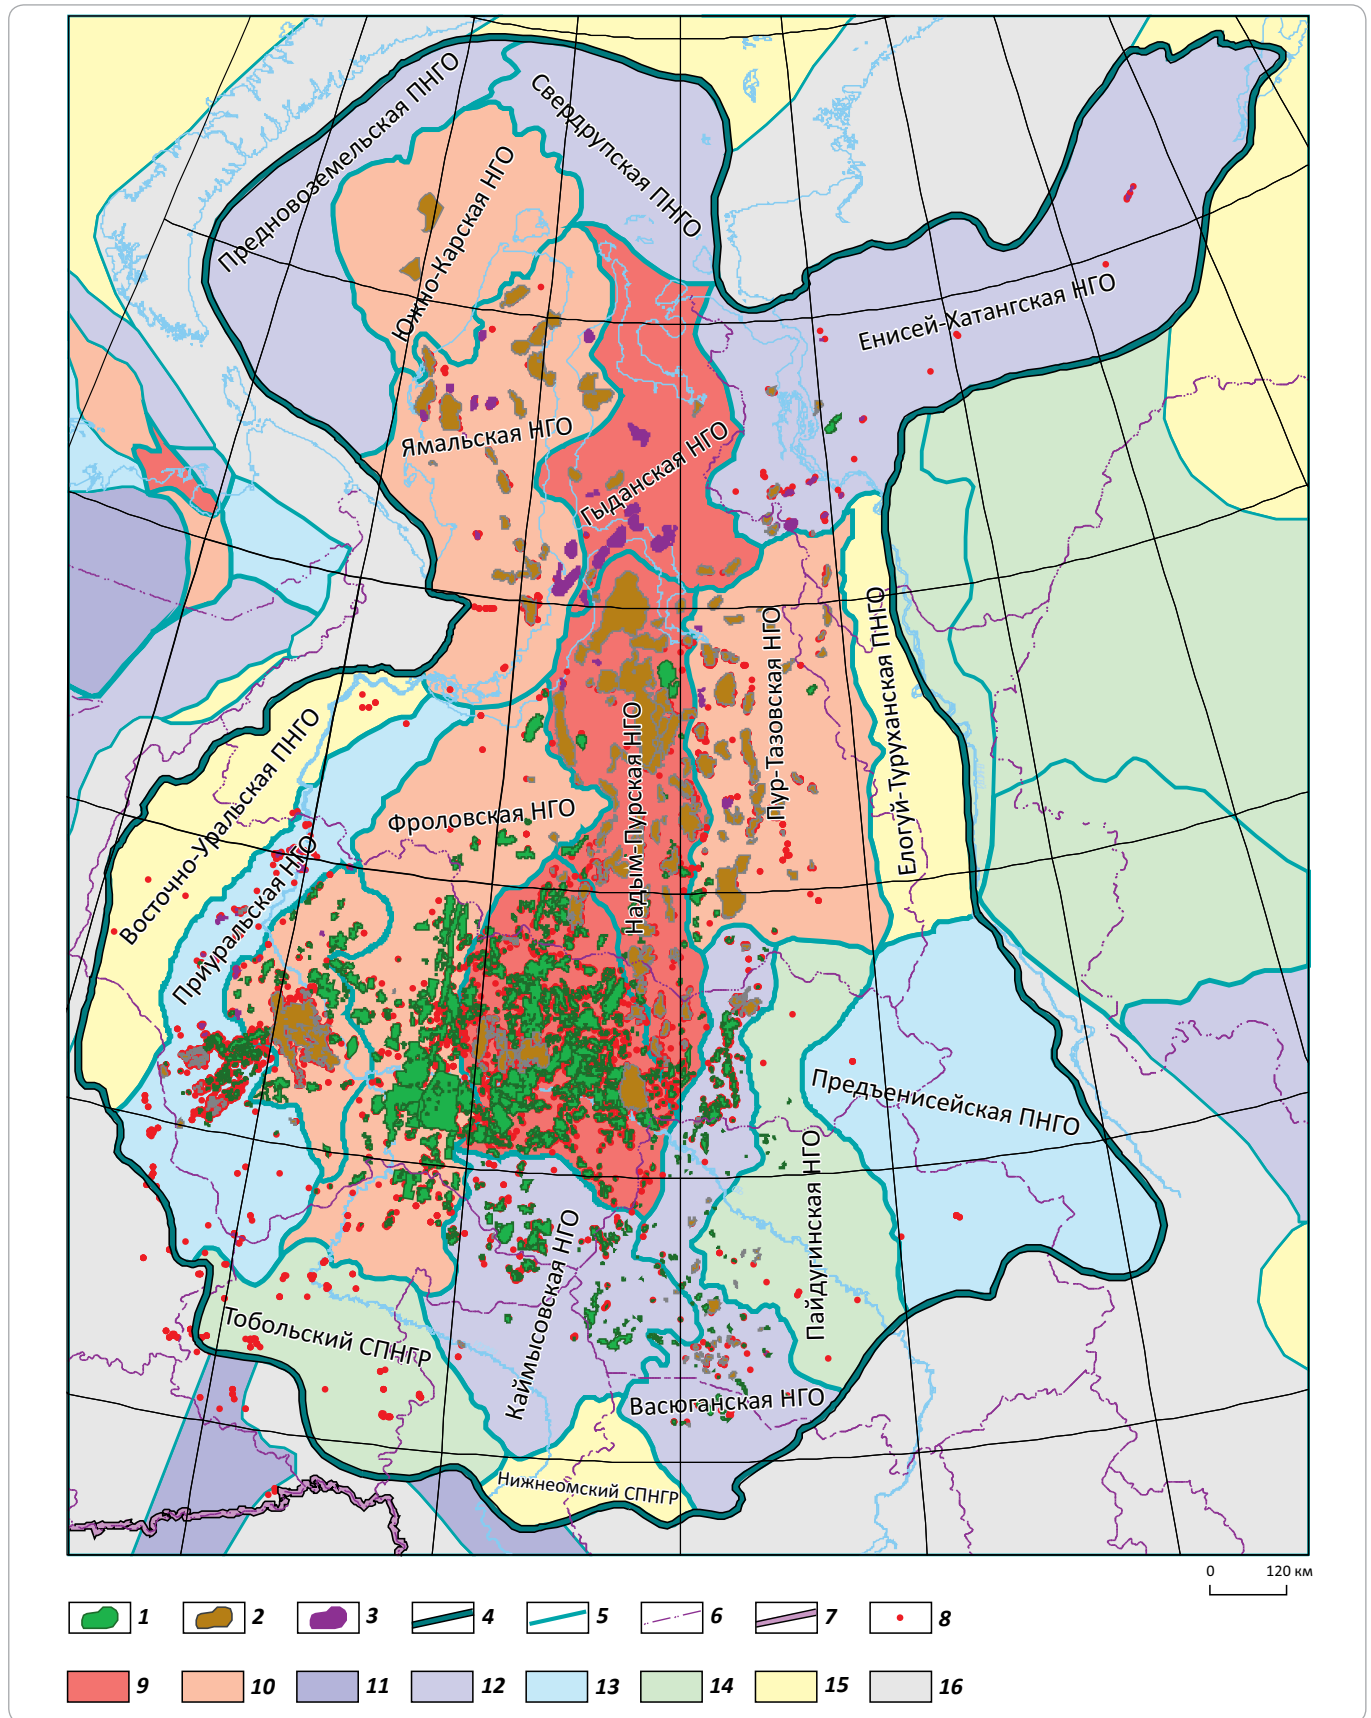 Предновоземельская ПНГО
Свердрупская ПНГО
Южно-Карская НГО
Енисей-Хатангская НГО
Ямальская НГО
Гыданская НГО
Восточно-Уральская ПНГО
Приуральская НГО
Фроловская НГО
Надым-Пурская НГО
Пур-Тазовская НГО
Елогуй-Туруханская ПНГО
Предъенисейская ПНГО
Пайдугинская НГО
Тобольский СПНГР
Каймысовская НГО
Васюганская НГО
Нижнеомский СПНГР
0 120 км
1 2 3 4 5 6 7 8
9 10 11 12 13 14 15 16